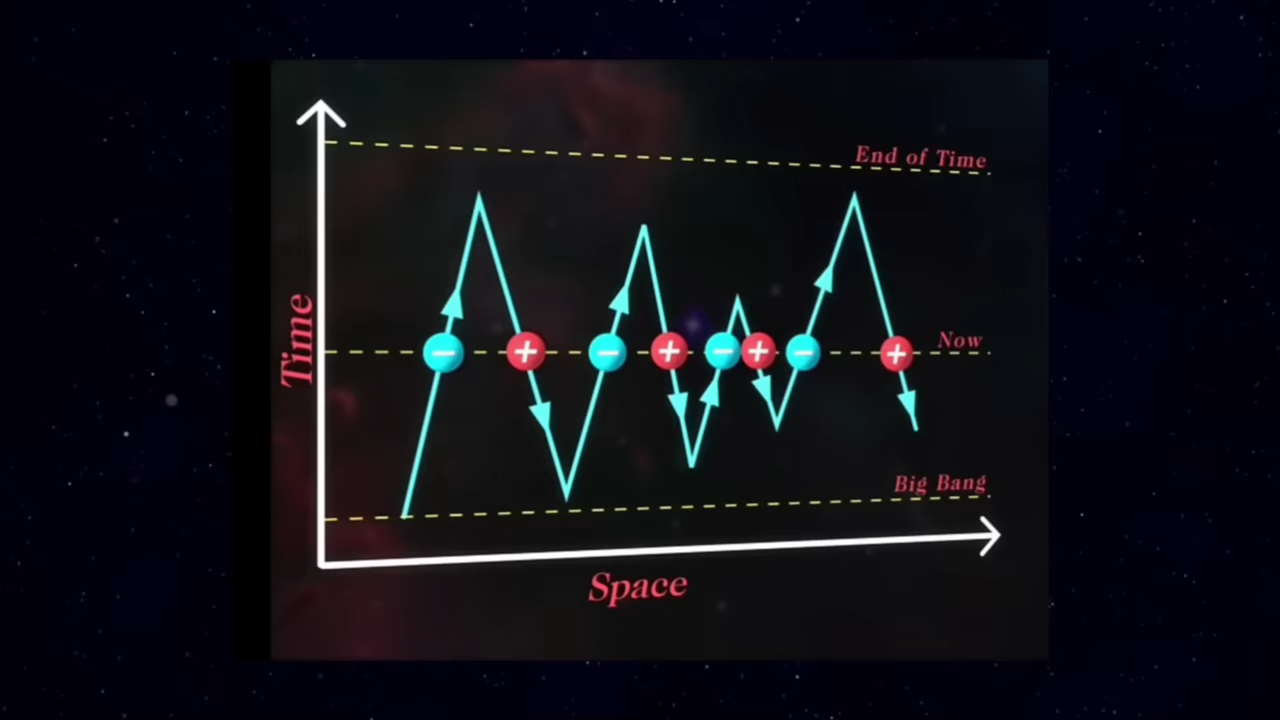 End of Time
Time
− + − + − + − +
Now
Big Bang
Space